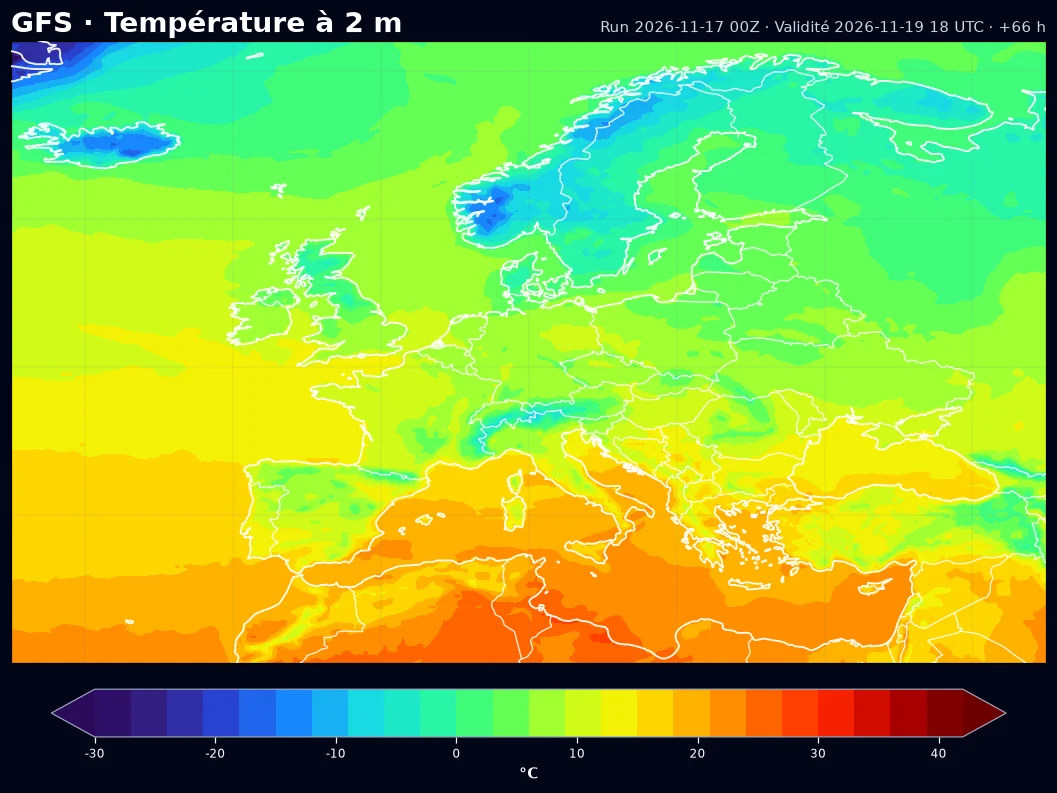 GFS · Température à 2 m
Run 2026-11-17 00Z · Validité 2026-11-19 18 UTC · +66 h
-30 -20 -10 0 10 20 30 40
°C